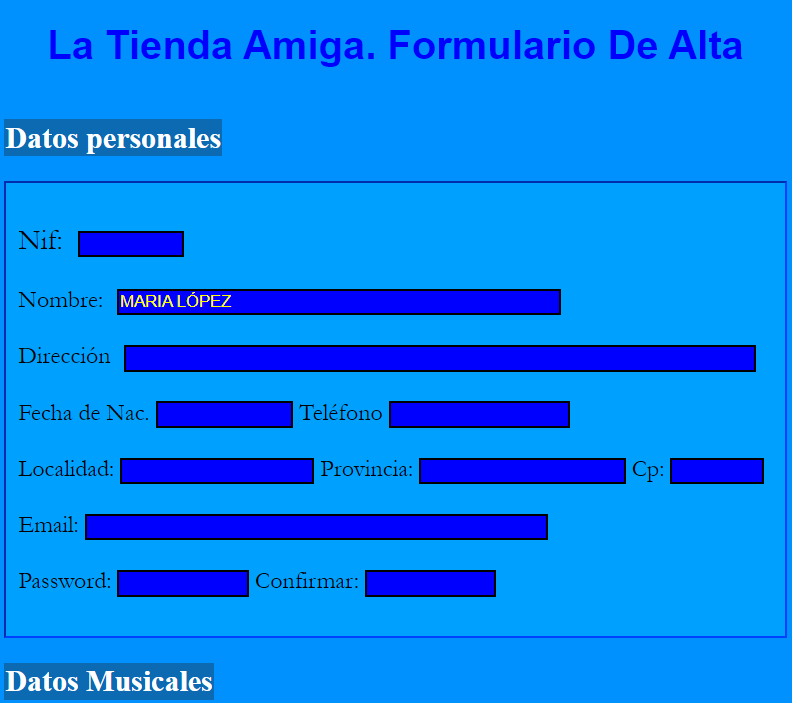 La Tienda Amiga. Formulario De Alta
Datos personales
Nif:
Nombre: MARIA LÓPEZ
Dirección
Fecha de Nac. Teléfono
Localidad: Provincia: Cp:
Email:
Password: Confirmar:
Datos Musicales